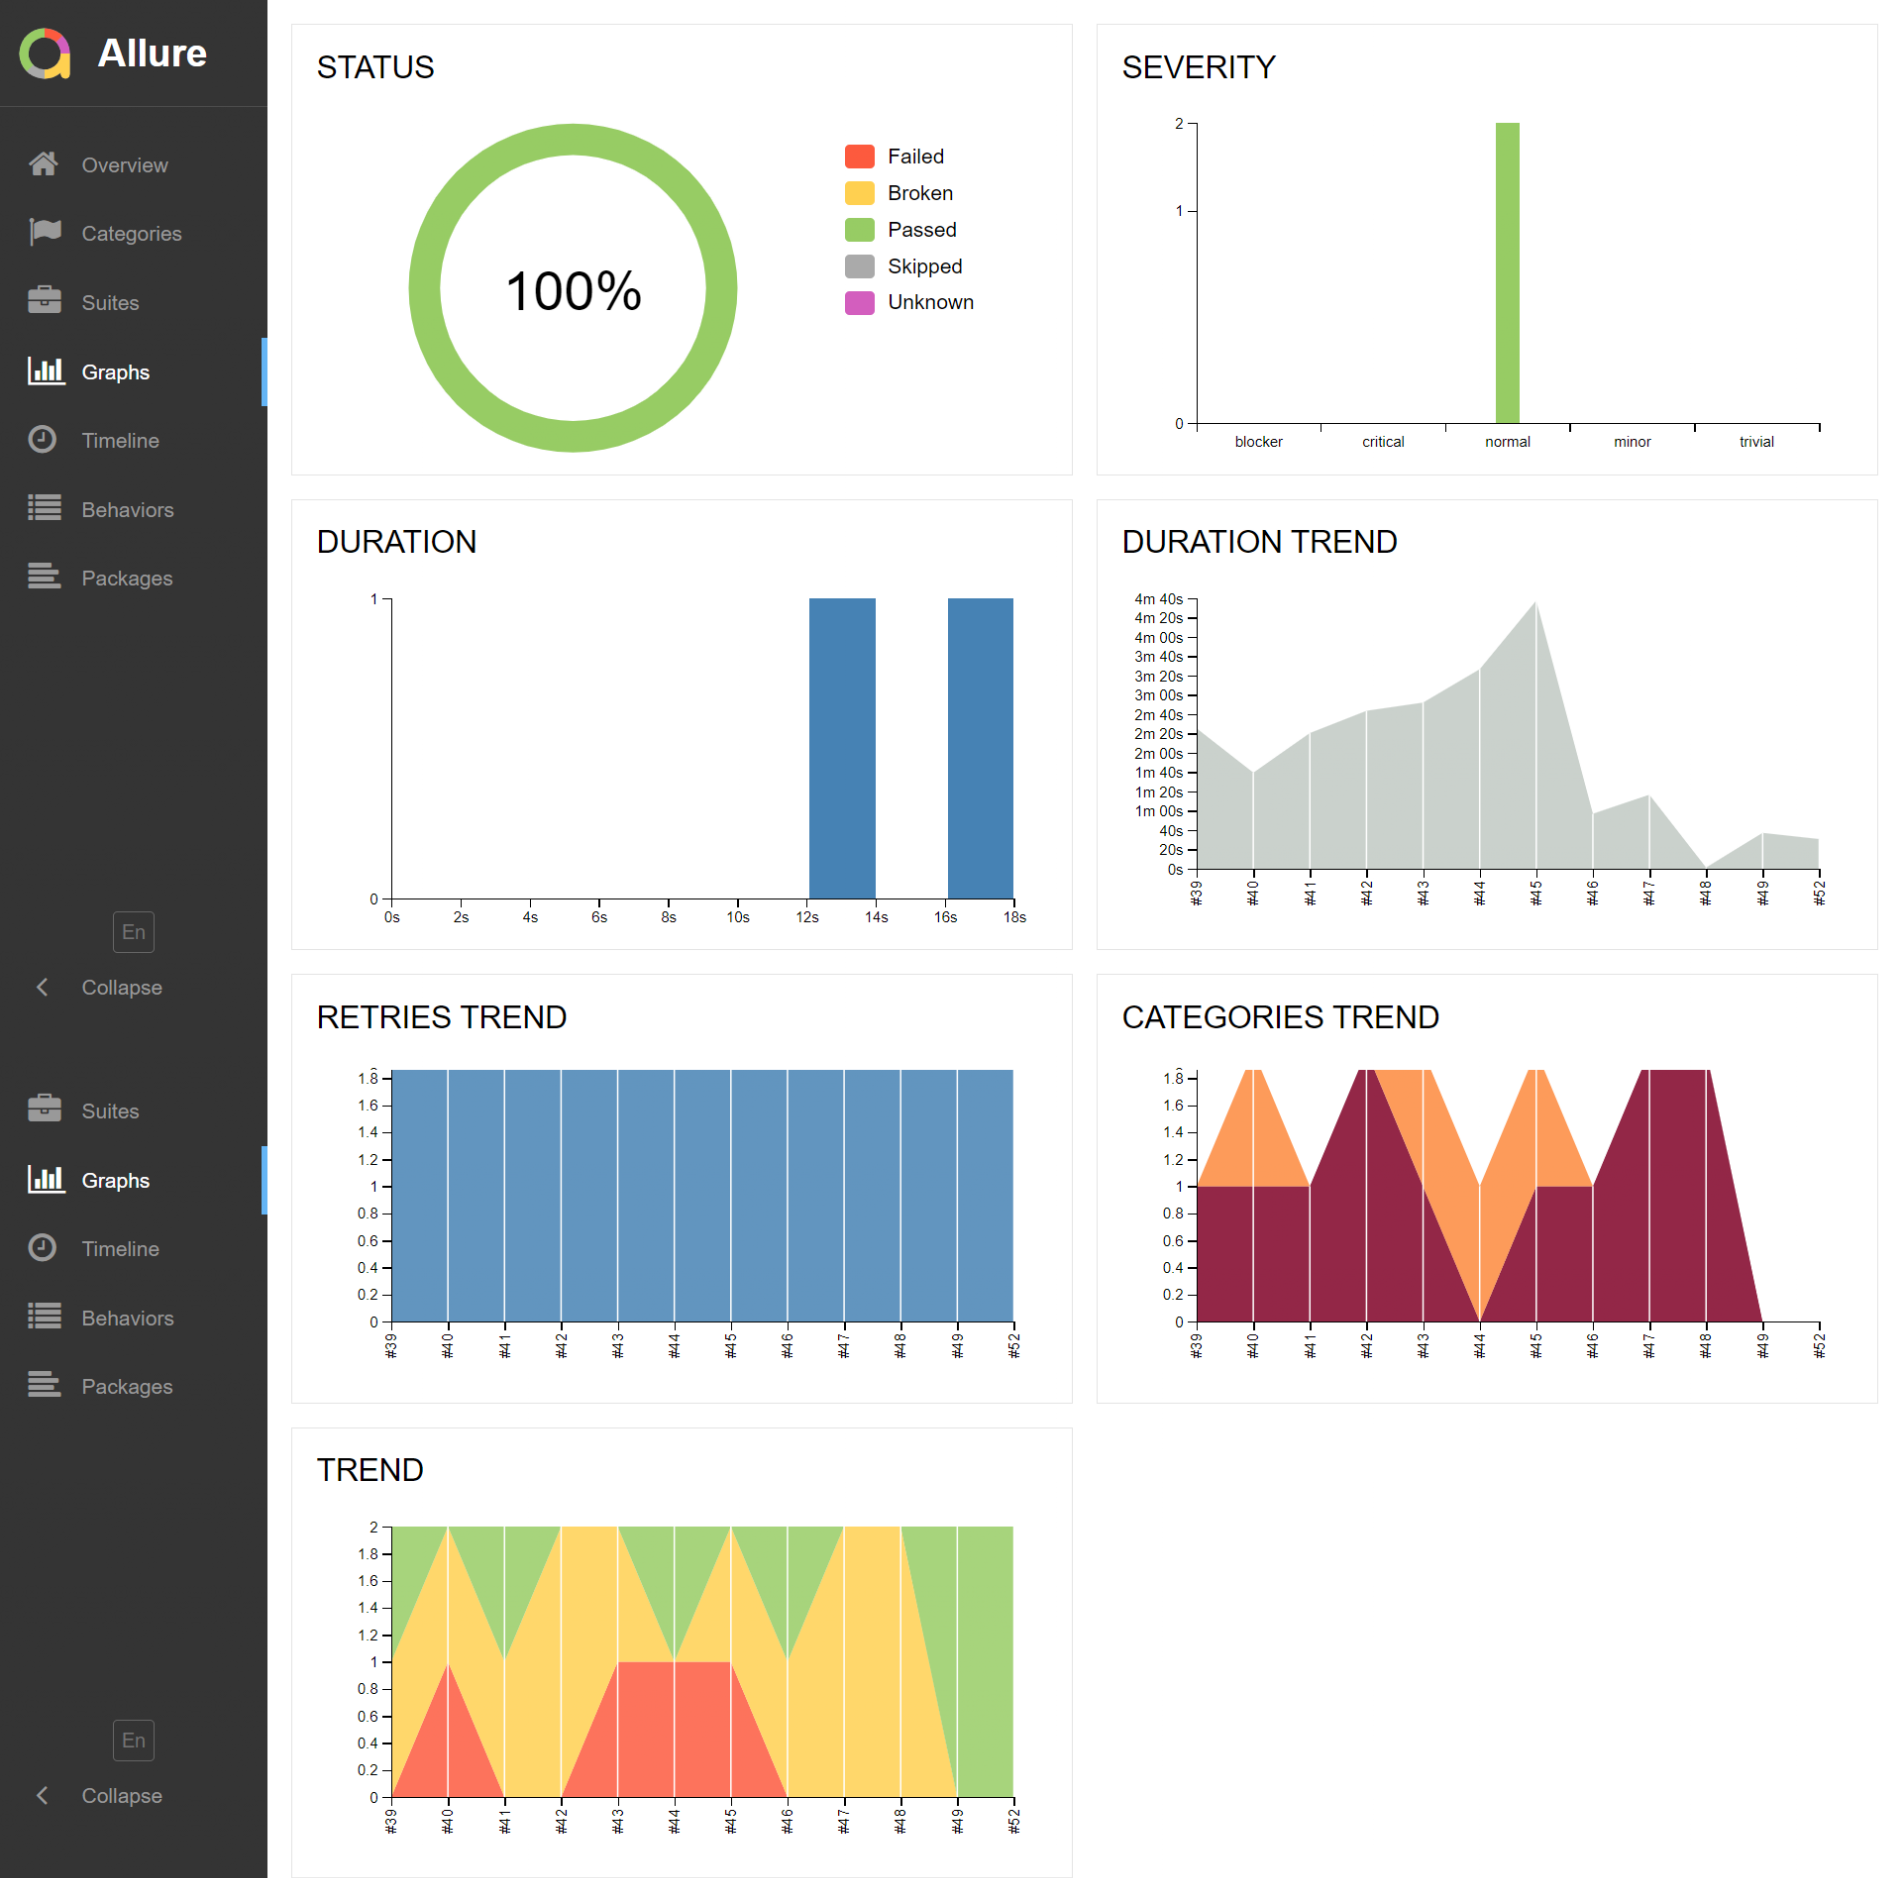 Allure
Overview
Categories
Suites
Graphs
Timeline
Behaviors
Packages
En
Collapse
Suites
Graphs
Timeline
Behaviors
Packages
En
Collapse
STATUS
100%
Failed
Broken
Passed
Skipped
Unknown
SEVERITY
2
1
0
blocker critical normal minor trivial
DURATION
1
0
0s 2s 4s 6s 8s 10s 12s 14s 16s 18s
DURATION TREND
4m 40s
4m 20s
4m 00s
3m 40s
3m 20s
3m 00s
2m 40s
2m 20s
2m 00s
1m 40s
1m 20s
1m 00s
40s
20s
0s
#39 #40 #41 #42 #43 #44 #45 #46 #47 #48 #49 #52
RETRIES TREND
1.8
1.6
1.4
1.2
1
0.8
0.6
0.4
0.2
0
#39 #40 #41 #42 #43 #44 #45 #46 #47 #48 #49 #52
CATEGORIES TREND
1.8
1.6
1.4
1.2
1
0.8
0.6
0.4
0.2
0
#39 #40 #41 #42 #43 #44 #45 #46 #47 #48 #49 #52
TREND
2
1.8
1.6
1.4
1.2
1
0.8
0.6
0.4
0.2
0
#39 #40 #41 #42 #43 #44 #45 #46 #47 #48 #49 #52